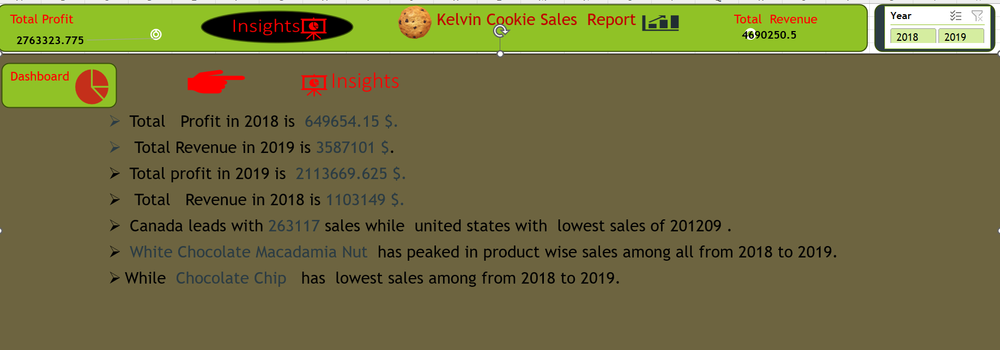 Total Profit
2763323.775
Insights
Kelvin Cookie Sales Report
Total Revenue
4690250.5
Year
2018 2019
Dashboard
Insights
Total Profit in 2018 is 649654.15 $.
Total Revenue in 2019 is 3587101 $.
Total profit in 2019 is 2113669.625 $.
Total Revenue in 2018 is 1103149 $.
Canada leads with 263117 sales while united states with lowest sales of 201209 .
White Chocolate Macadamia Nut has peaked in product wise sales among all from 2018 to 2019.
While Chocolate Chip has lowest sales among from 2018 to 2019.